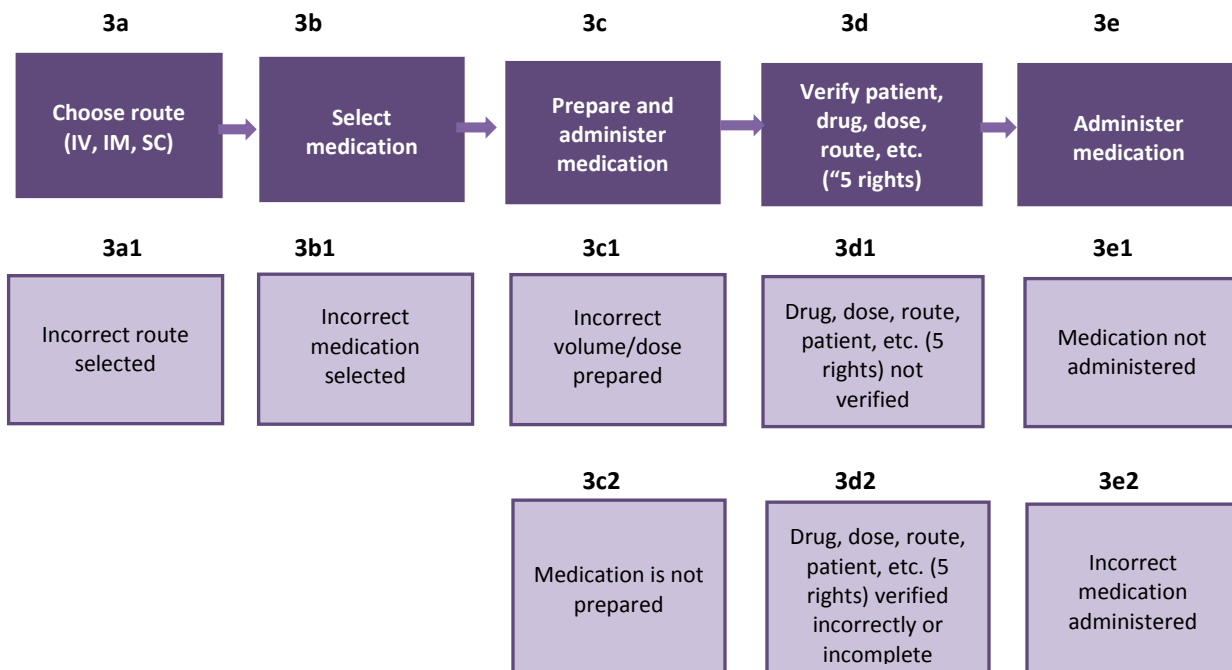 3a
3b
3c
3d
3e
Choose route
(IV, IM, SC)
Select
medication
Prepare and
administer
medication
Verify patient,
drug, dose,
route, etc.
(“5 rights)
Administer
medication
3a1
3b1
3c1
3d1
3e1
Incorrect route
selected
Incorrect
medication
selected
Incorrect
volume/dose
prepared
Drug, dose, route,
patient, etc. (5
rights) not
verified
Medication not
administered
3c2
3d2
3e2
Medication is not
prepared
Drug, dose, route,
patient, etc. (5
rights) verified
incorrectly or
incomplete
Incorrect
medication
administered